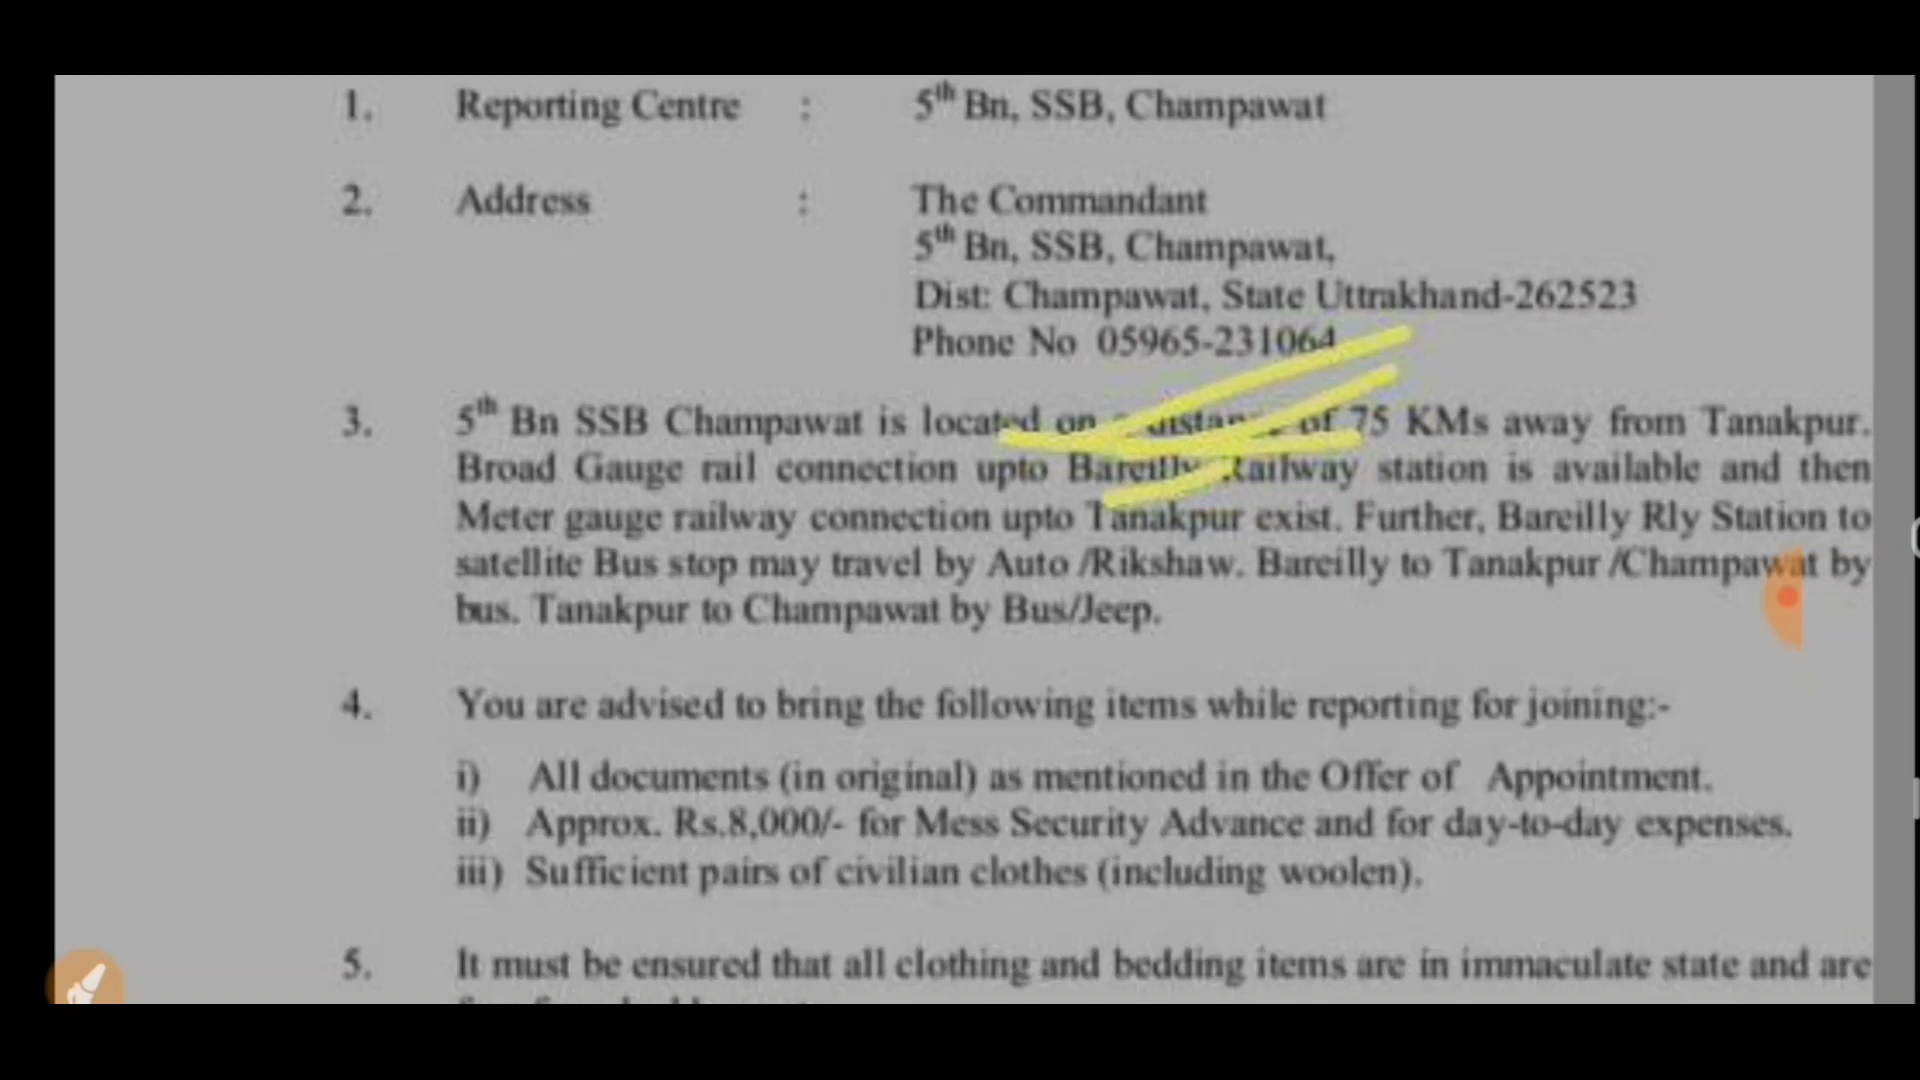 1. Reporting Centre : 5th Bn, SSB, Champawat
2. Address : The Commandant
5th Bn, SSB, Champawat,
Dist: Champawat, State Uttrakhand-262523
Phone No 05965-231064
3. 5th Bn SSB Champawat is located on a distance of 75 KMs away from Tanakpur.
Broad Gauge rail connection upto Bareilly Railway station is available and then
Meter gauge railway connection upto Tanakpur exist. Further, Bareilly Rly Station to
satellite Bus stop may travel by Auto /Rikshaw. Bareilly to Tanakpur /Champawat by
bus. Tanakpur to Champawat by Bus/Jeep.
4. You are advised to bring the following items while reporting for joining:-
i) All documents (in original) as mentioned in the Offer of Appointment.
ii) Approx. Rs.8,000/- for Mess Security Advance and for day-to-day expenses.
iii) Sufficient pairs of civilian clothes (including woolen).
5. It must be ensured that all clothing and bedding items are in immaculate state and are